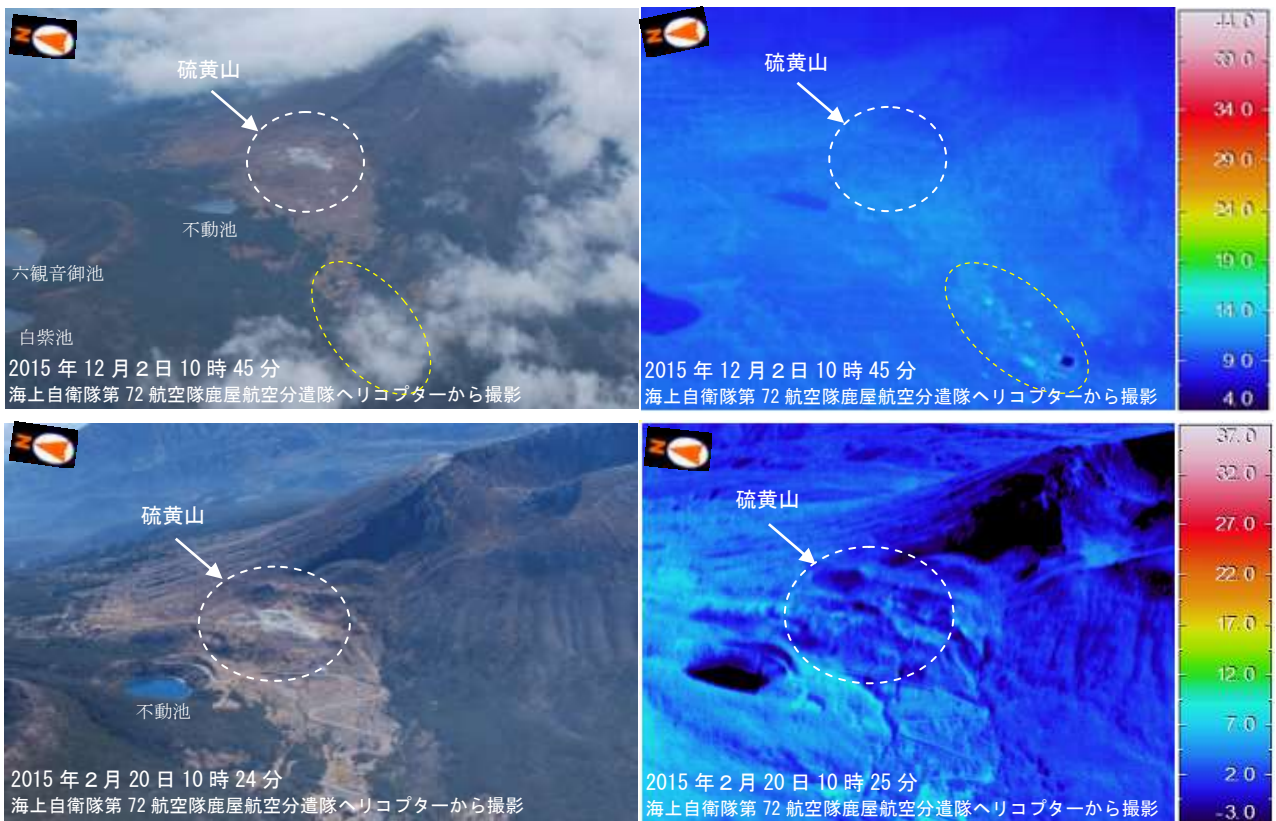 N
硫黄山
不動池
六観音御池
白紫池
2015年12月2日10時45分
海上自衛隊第72航空隊鹿屋航空分遣隊ヘリコプターから撮影
N
硫黄山
2015年12月2日10時45分
海上自衛隊第72航空隊鹿屋航空分遣隊ヘリコプターから撮影
44.0
39.0
34.0
29.0
24.0
19.0
14.0
9.0
4.0
N
硫黄山
不動池
2015年2月20日10時24分
海上自衛隊第72航空隊鹿屋航空分遣隊ヘリコプターから撮影
N
硫黄山
2015年2月20日10時25分
海上自衛隊第72航空隊鹿屋航空分遣隊ヘリコプターから撮影
37.0
32.0
27.0
22.0
17.0
12.0
7.0
2.0
-3.0